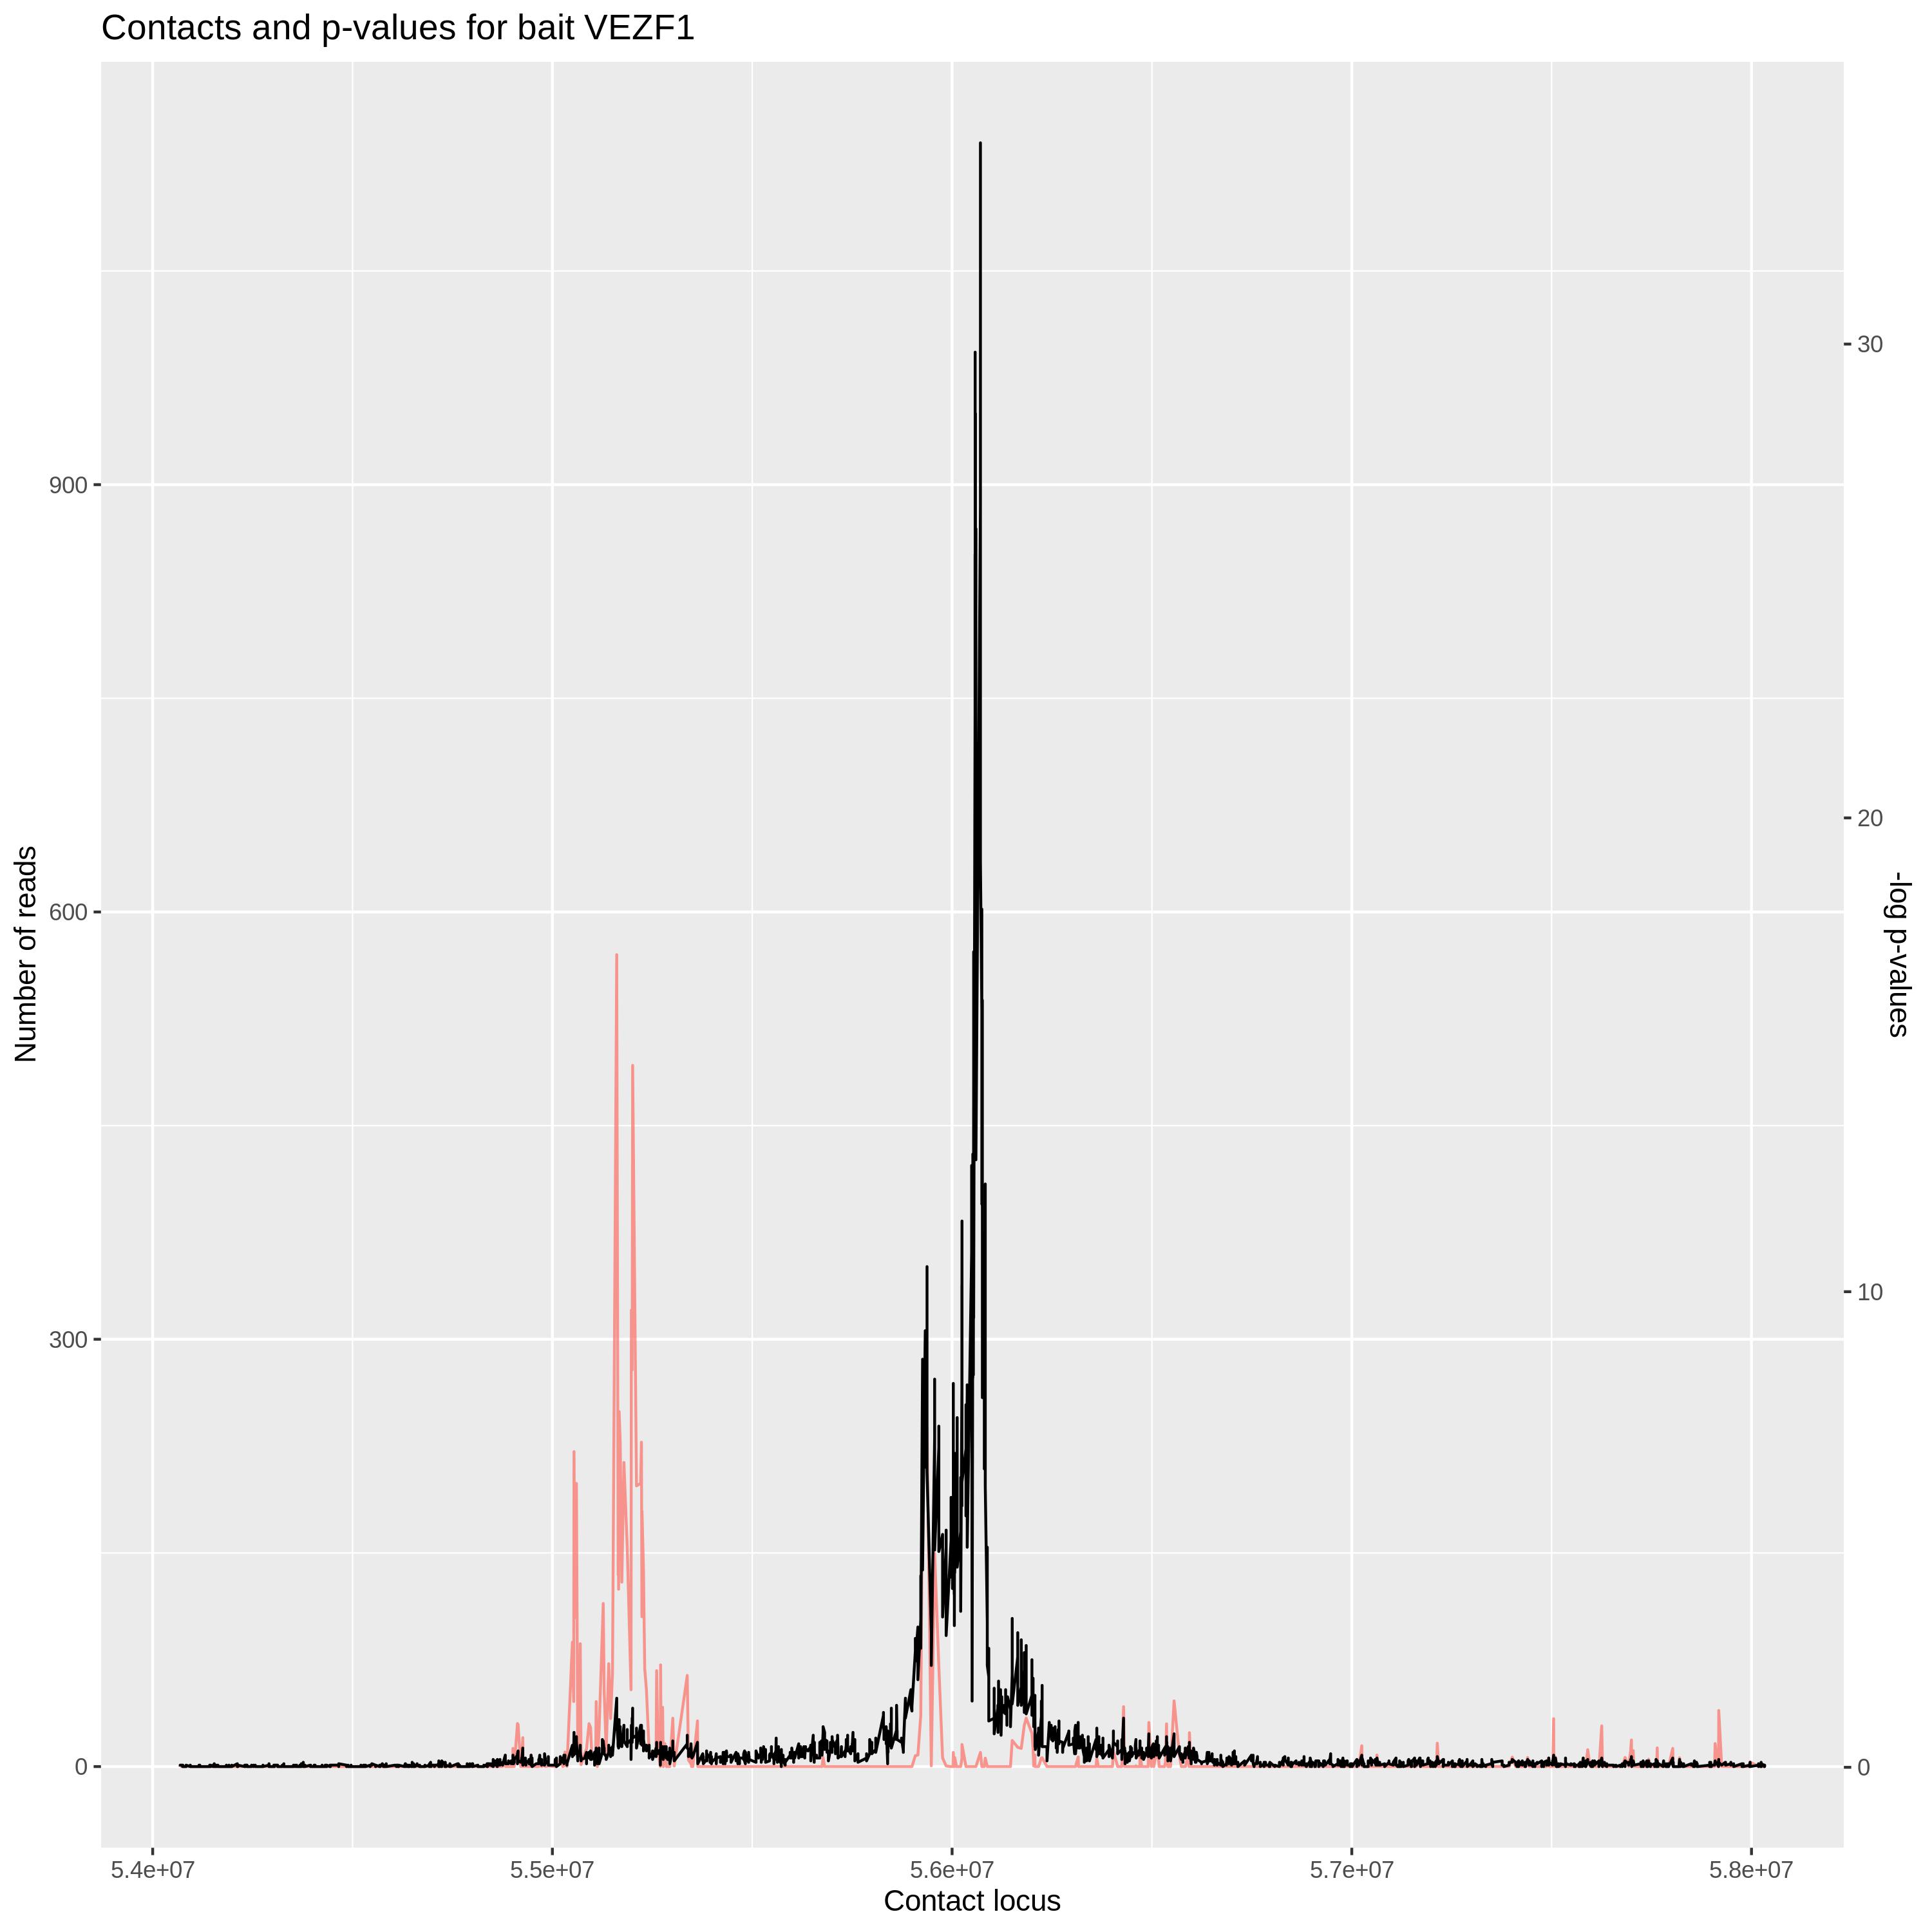 Contacts and p-values for bait VEZF1
Number of reads
900
600
300
0
30
20
10
0
-log p-values
5.4e+07
5.5e+07
5.6e+07
5.7e+07
5.8e+07
Contact locus